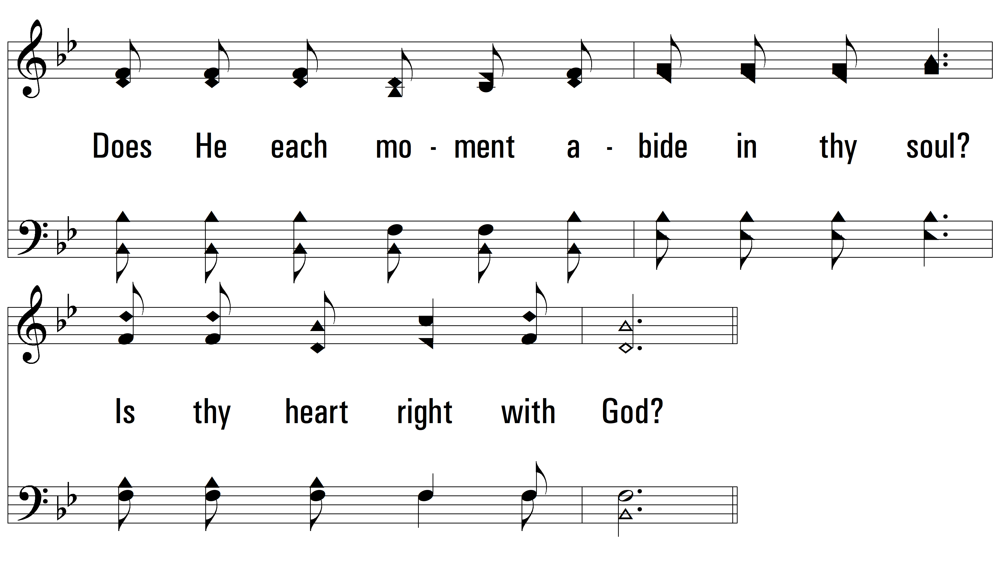 Does He each mo - ment a - bide in thy soul?
Is thy heart right with God?